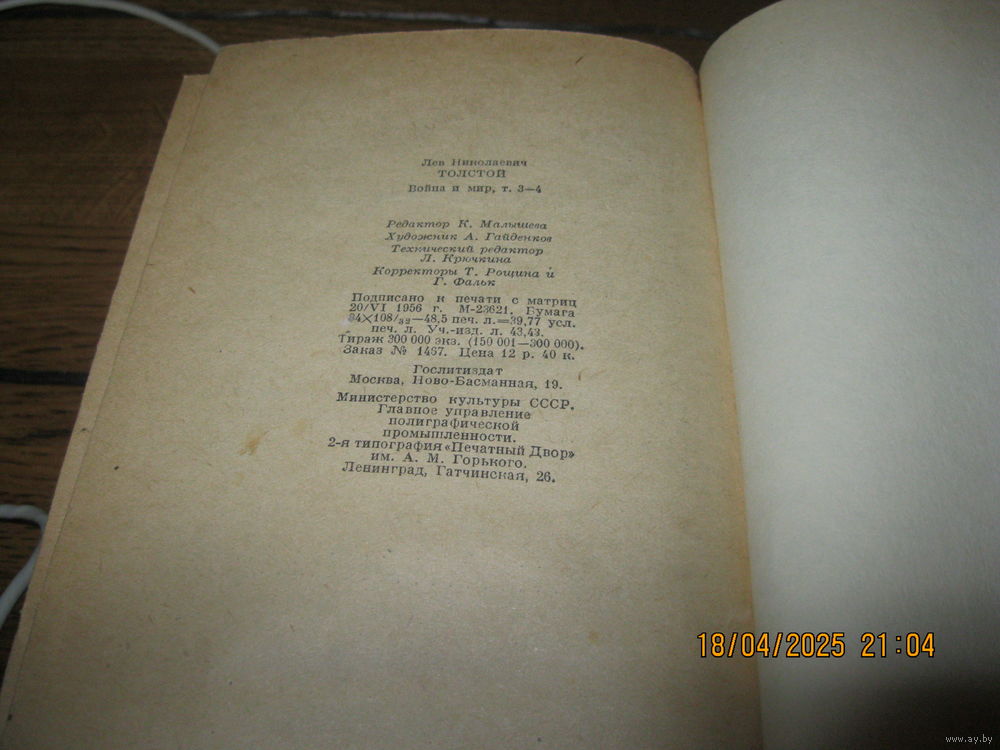 Лев Николаевич
ТОЛСТОЙ
Война и мир, т. 3—4
Редактор К. Малышева
Художник А. Гайденков
Технический редактор
Л. Крючкина
Корректоры Т. Рощина и
Г. Фальк
Подписано к печати с матриц
20/VI 1956 г. М-23621. Бумага
84×108/32—48,5 печ. л.=39,77 усл.
печ. л. Уч.-изд. л. 43,43.
Тираж 300 000 экз. (150 001—300 000).
Заказ № 1467. Цена 12 р. 40 к.
Гослитиздат
Москва, Ново-Басманная, 19.
Министерство культуры СССР.
Главное управление
полиграфической
промышленности.
2-я типография «Печатный Двор»
им. А. М. Горького.
Ленинград, Гатчинская, 26.
18/04/2025 21:04
www.ay.by